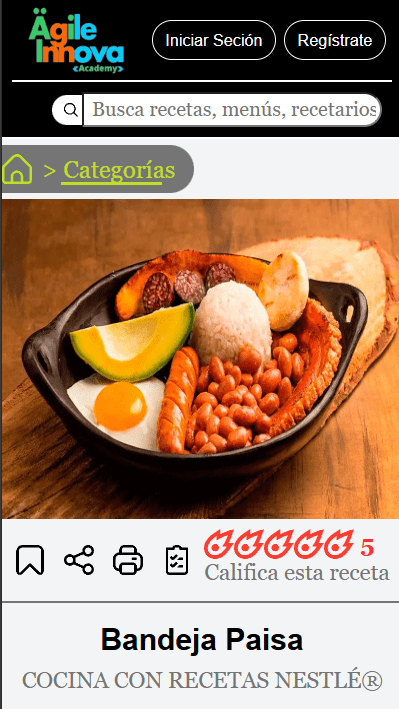 Ägile
Innova
<Academy>
Iniciar Seción
Regístrate
Busca recetas, menús, recetarios
> Categorías
5
Califica esta receta
Bandeja Paisa
COCINA CON RECETAS NESTLÉ®